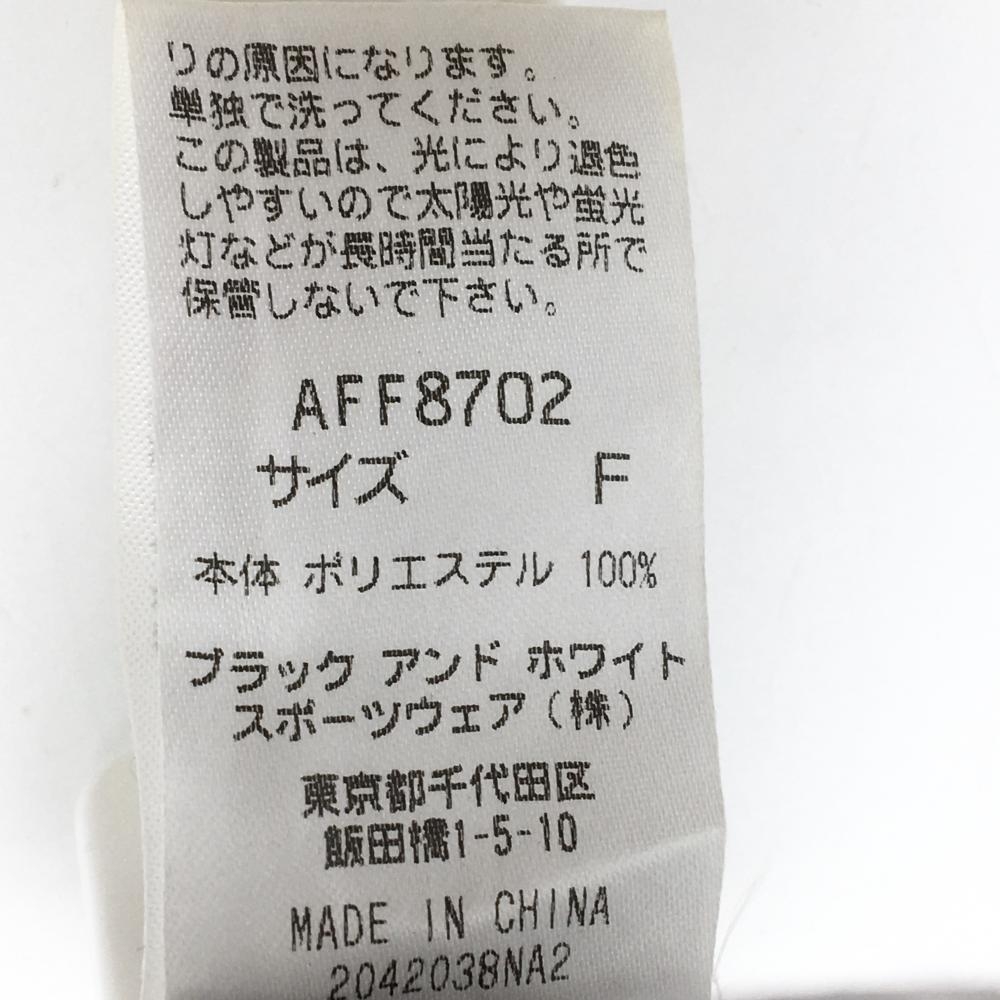 りの原因になります。
単独で洗ってください。
この製品は、光により退色
しやすいので太陽光や蛍光
灯などが長時間当たる所で
保管しないで下さい。
AFF8702
サイズ F
本体 ポリエステル 100%
ブラック アンド ホワイト
スポーツウェア(株)
東京都千代田区
飯田橋1-5-10
MADE IN CHINA
2042038NA2